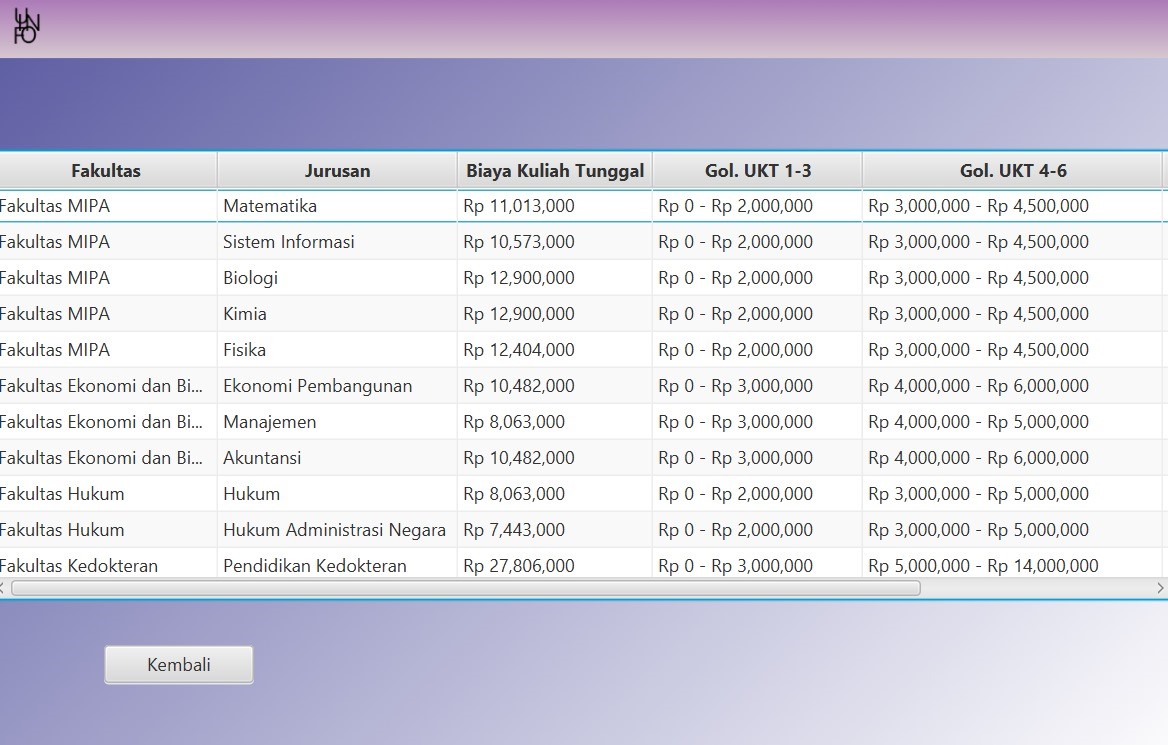 UNIN
FO
Fakultas Jurusan Biaya Kuliah Tunggal Gol. UKT 1-3 Gol. UKT 4-6
Fakultas MIPA Matematika Rp 11,013,000 Rp 0 - Rp 2,000,000 Rp 3,000,000 - Rp 4,500,000
Fakultas MIPA Sistem Informasi Rp 10,573,000 Rp 0 - Rp 2,000,000 Rp 3,000,000 - Rp 4,500,000
Fakultas MIPA Biologi Rp 12,900,000 Rp 0 - Rp 2,000,000 Rp 3,000,000 - Rp 4,500,000
Fakultas MIPA Kimia Rp 12,900,000 Rp 0 - Rp 2,000,000 Rp 3,000,000 - Rp 4,500,000
Fakultas MIPA Fisika Rp 12,404,000 Rp 0 - Rp 2,000,000 Rp 3,000,000 - Rp 4,500,000
Fakultas Ekonomi dan Bi... Ekonomi Pembangunan Rp 10,482,000 Rp 0 - Rp 3,000,000 Rp 4,000,000 - Rp 6,000,000
Fakultas Ekonomi dan Bi... Manajemen Rp 8,063,000 Rp 0 - Rp 3,000,000 Rp 4,000,000 - Rp 5,000,000
Fakultas Ekonomi dan Bi... Akuntansi Rp 10,482,000 Rp 0 - Rp 3,000,000 Rp 4,000,000 - Rp 6,000,000
Fakultas Hukum Hukum Rp 8,063,000 Rp 0 - Rp 2,000,000 Rp 3,000,000 - Rp 5,000,000
Fakultas Hukum Hukum Administrasi Negara Rp 7,443,000 Rp 0 - Rp 2,000,000 Rp 3,000,000 - Rp 5,000,000
Fakultas Kedokteran Pendidikan Kedokteran Rp 27,806,000 Rp 0 - Rp 3,000,000 Rp 5,000,000 - Rp 14,000,000
Kembali